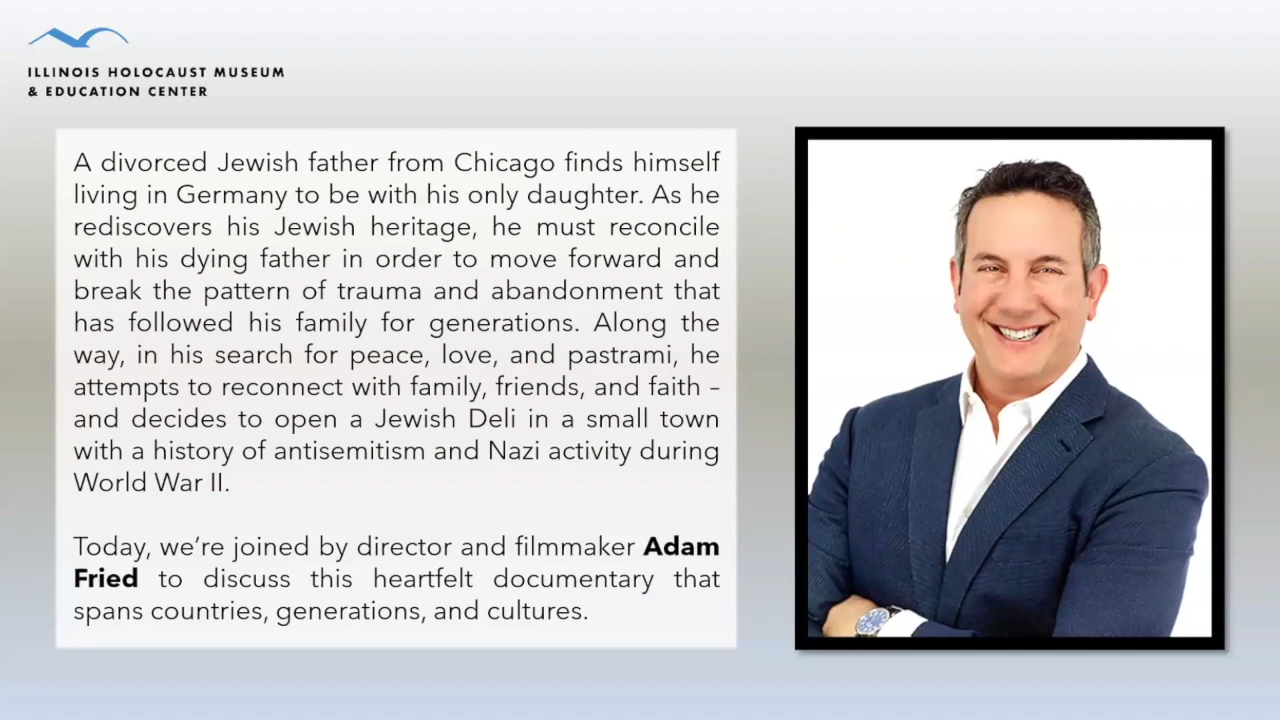 ILLINOIS HOLOCAUST MUSEUM
& EDUCATION CENTER
A divorced Jewish father from Chicago finds himself
living in Germany to be with his only daughter. As he
rediscovers his Jewish heritage, he must reconcile
with his dying father in order to move forward and
break the pattern of trauma and abandonment that
has followed his family for generations. Along the
way, in his search for peace, love, and pastrami, he
attempts to reconnect with family, friends, and faith –
and decides to open a Jewish Deli in a small town
with a history of antisemitism and Nazi activity during
World War II.
Today, we’re joined by director and filmmaker Adam
Fried to discuss this heartfelt documentary that
spans countries, generations, and cultures.